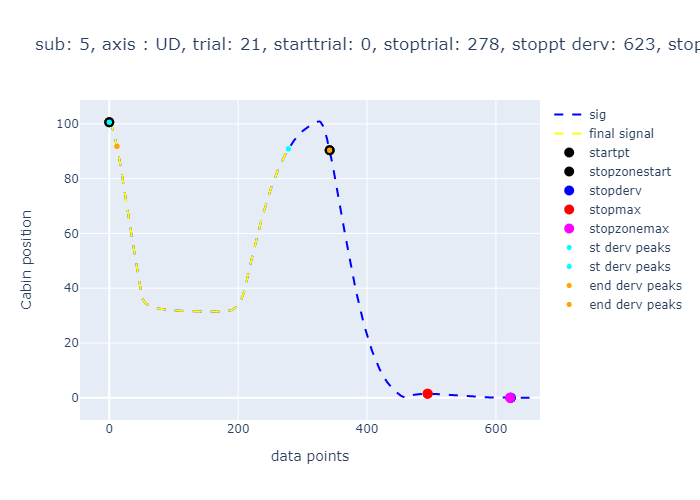 sub: 5, axis : UD, trial: 21, starttrial: 0, stoptrial: 278, stoppt derv: 623, stop
sig
final signal
startpt
stopzonestart
stopderv
stopmax
stopzonemax
st derv peaks
st derv peaks
end derv peaks
end derv peaks
Cabin position
100
80
60
40
20
0
0 200 400 600
data points